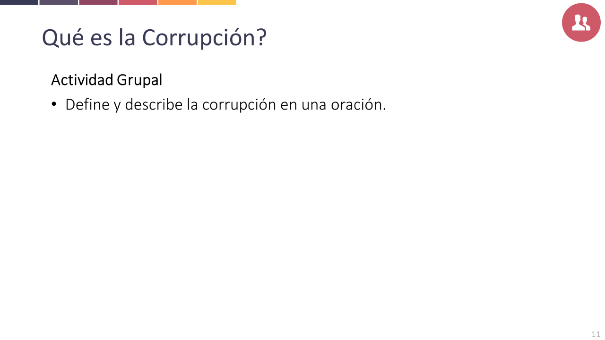 Qué es la Corrupción?
Actividad Grupal
• Define y describe la corrupción en una oración.
11